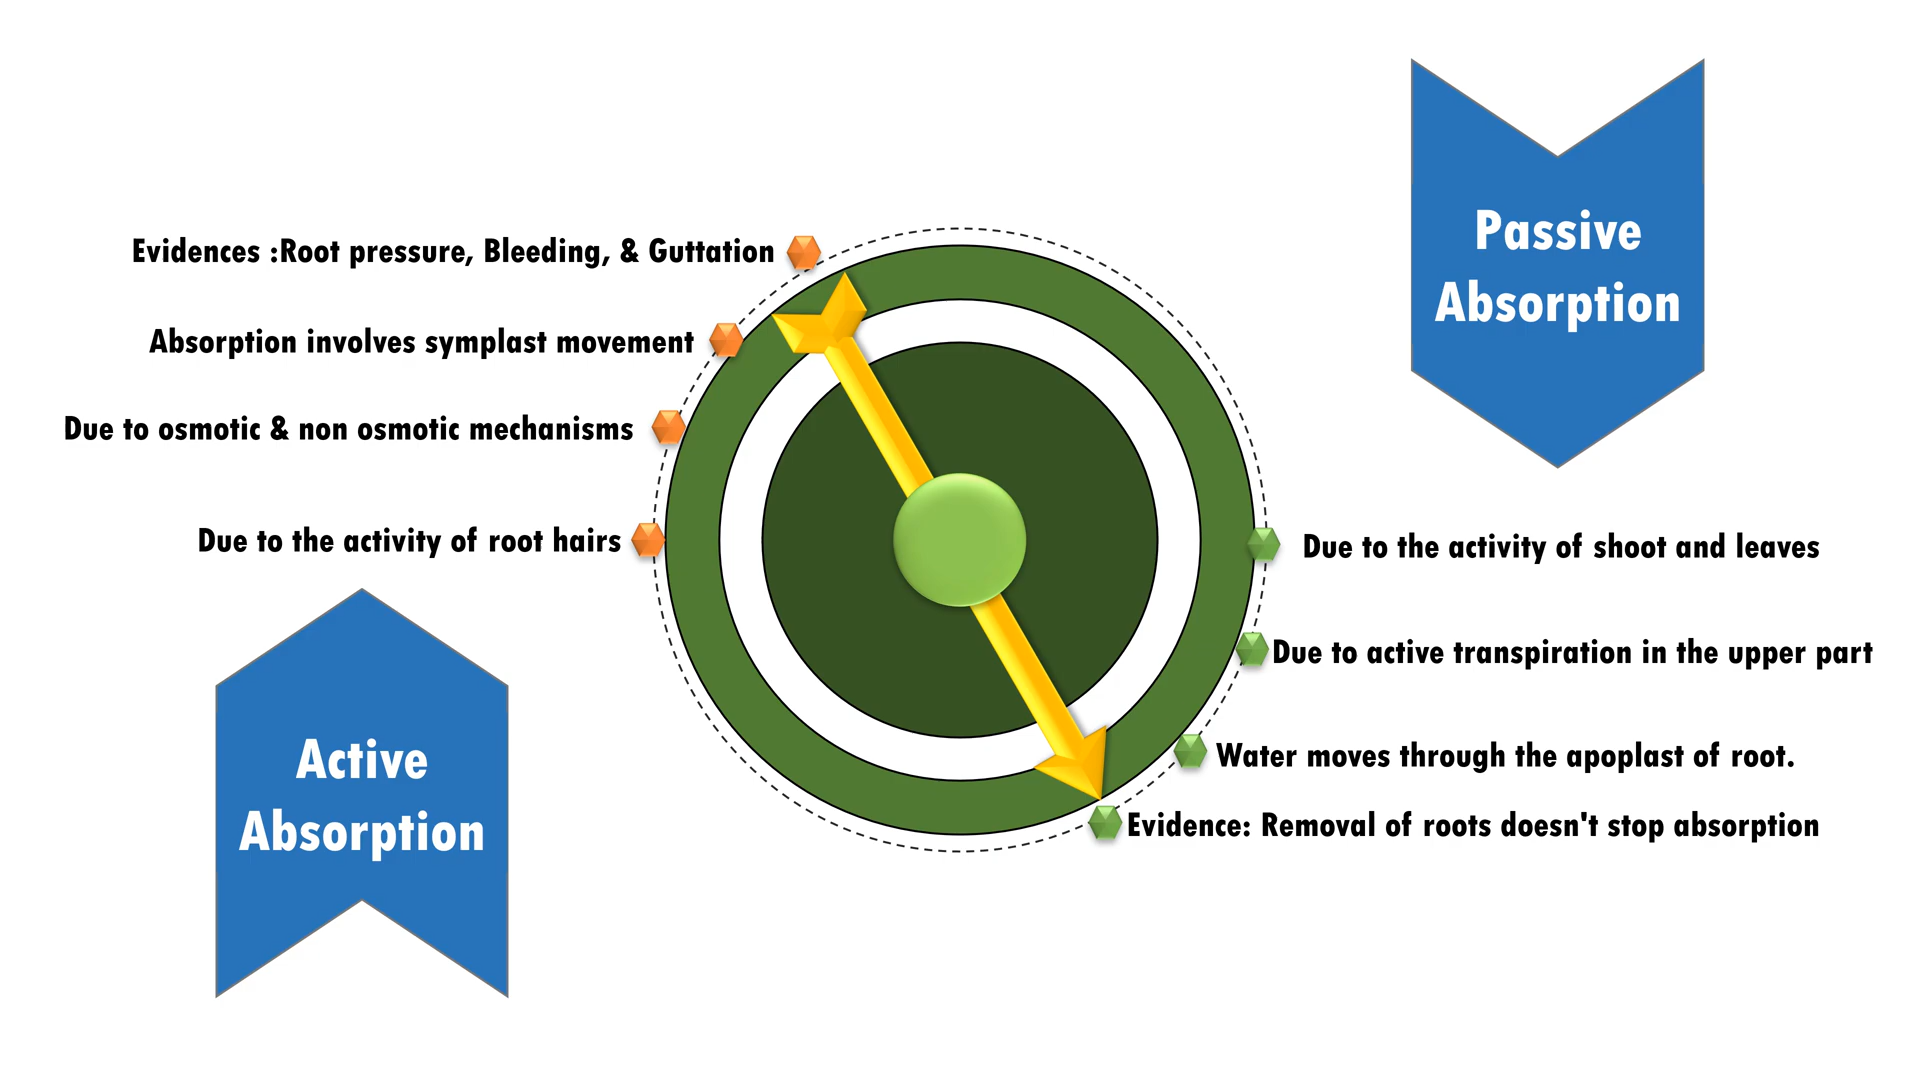 Passive
Absorption
Evidences :Root pressure, Bleeding, & Guttation
Absorption involves symplast movement
Due to osmotic & non osmotic mechanisms
Due to the activity of root hairs
Active
Absorption
Due to the activity of shoot and leaves
Due to active transpiration in the upper part
Water moves through the apoplast of root.
Evidence: Removal of roots doesn't stop absorption